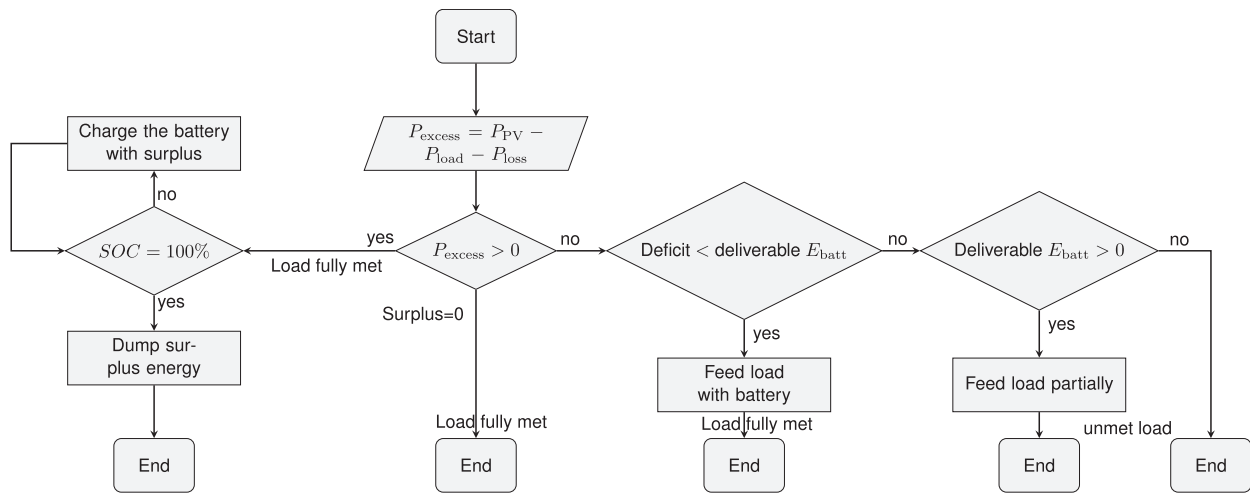 Start
P_excess = P_PV −
P_load − P_loss
Charge the battery
with surplus
no
SOC = 100%
yes
Load fully met
P_excess > 0
no
Deficit < deliverable E_batt
no
Deliverable E_batt > 0
no
yes
Surplus=0
yes
yes
Dump sur-
plus energy
Feed load
with battery
Feed load partially
Load fully met
Load fully met
unmet load
End
End
End
End
End